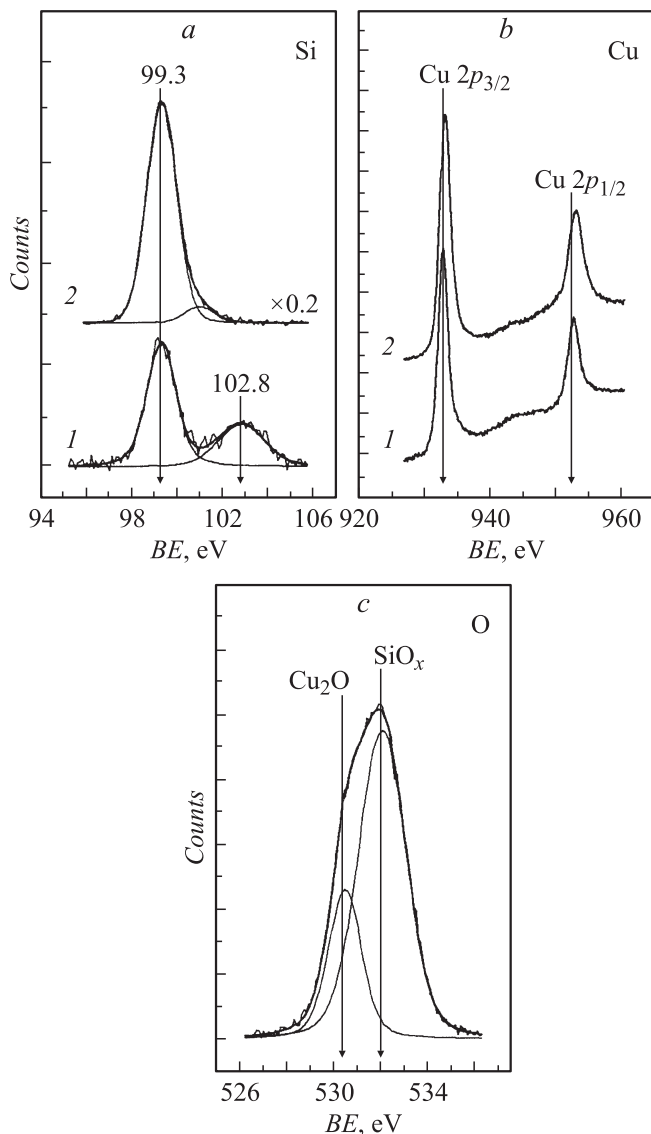 a
Si
99.3
Counts
2
×0.2
102.8
1
94 98 102 106
BE, eV
b
Cu
Cu 2p3/2
Cu 2p1/2
2
1
920 940 960
BE, eV
c
O
SiOx
Cu2O
Counts
526 530 534
BE, eV